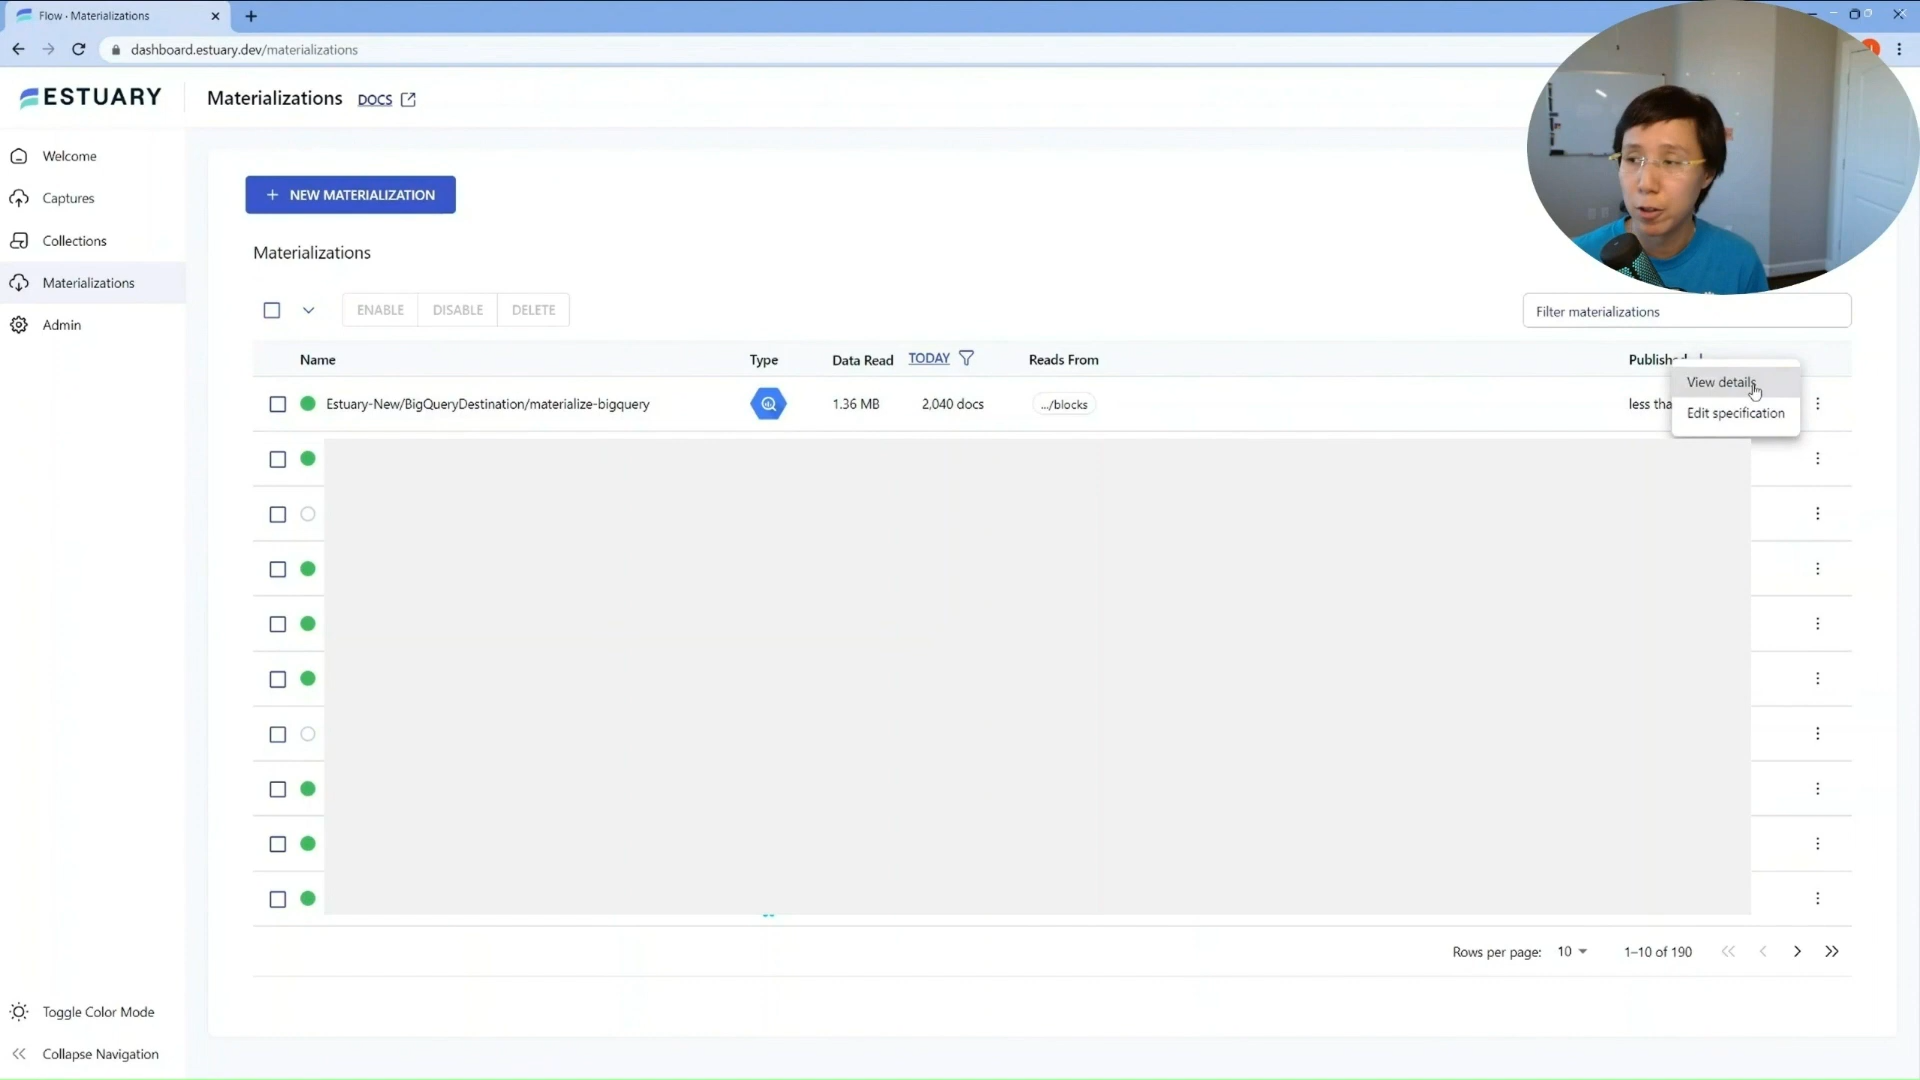 Flow · Materializations
dashboard.estuary.dev/materializations
ESTUARY
Materializations DOCS
Welcome
Captures
Collections
Materializations
Admin
+ NEW MATERIALIZATION
Materializations
ENABLE DISABLE DELETE
Filter materializations
Name Type Data Read TODAY Reads From
View details
Edit specification
Estuary-New/BigQueryDestination/materialize-bigquery 1.36 MB 2,040 docs .../blocks less
Rows per page: 10 1–10 of 190
Toggle Color Mode
Collapse Navigation